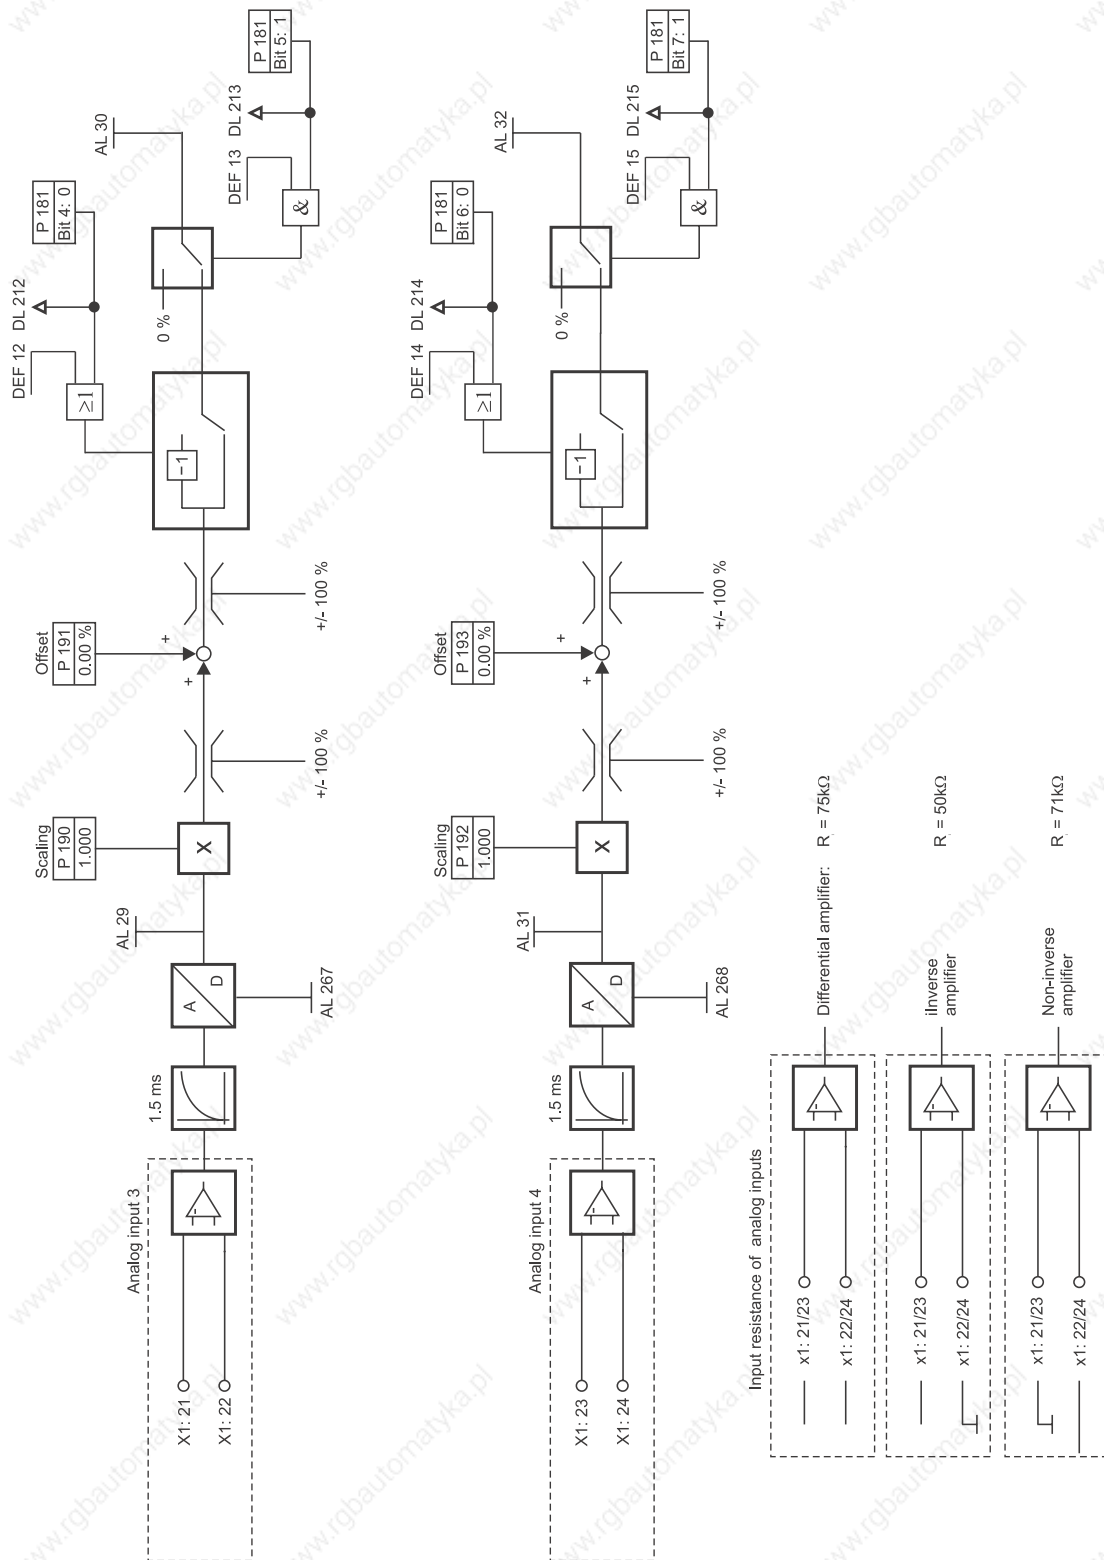 Analog input 3
X1: 21
X1: 22
1.5 ms
A
D
AL 267
AL 29
Scaling
P 190
1.000
X
+/- 100 %
Offset
P 191
0.00 %
+
+
+/- 100 %
−1
≥1
DEF 12
DL 212
P 181
Bit 4: 0
0 %
AL 30
&
DEF 13
DL 213
P 181
Bit 5: 1
Analog input 4
X1: 23
X1: 24
1.5 ms
A
D
AL 268
AL 31
Scaling
P 192
1.000
X
+/- 100 %
Offset
P 193
0.00 %
+
+
+/- 100 %
−1
≥1
DEF 14
DL 214
P 181
Bit 6: 0
0 %
AL 32
&
DEF 15
DL 215
P 181
Bit 7: 1
Input resistance of analog inputs
x1: 21/23
x1: 22/24
Differential amplifier: R = 75kΩ
x1: 21/23
x1: 22/24
iInverse
amplifier
R = 50kΩ
x1: 21/23
x1: 22/24
Non-inverse
amplifier
R = 71kΩ
www.rgbautomatyka.pl